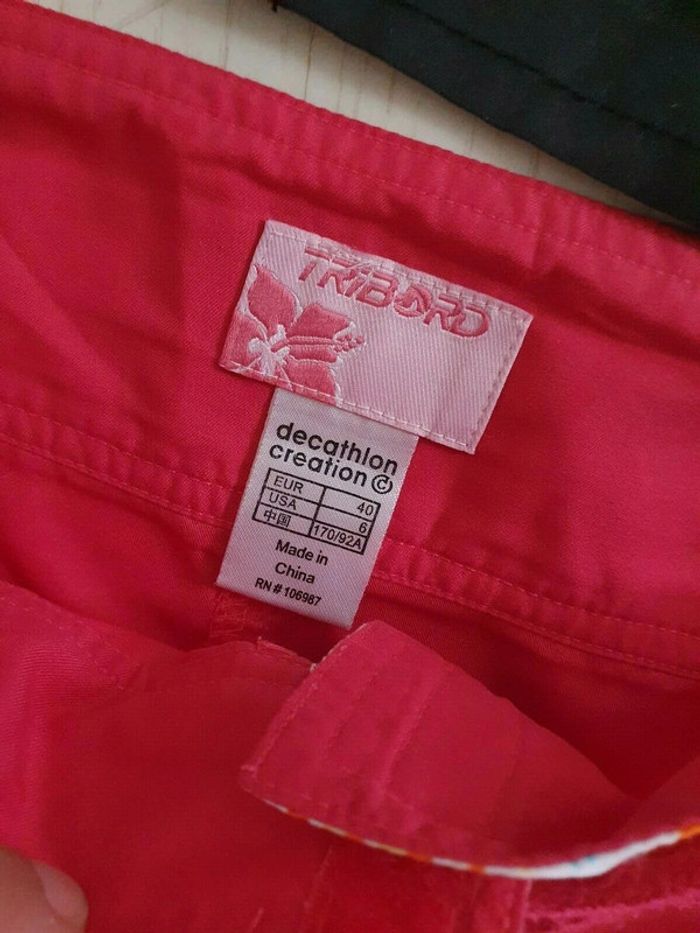 TRIBORD
decathlon
creation ©
EUR 40
USA 6
中国 170/92A
Made in
China
RN # 106987